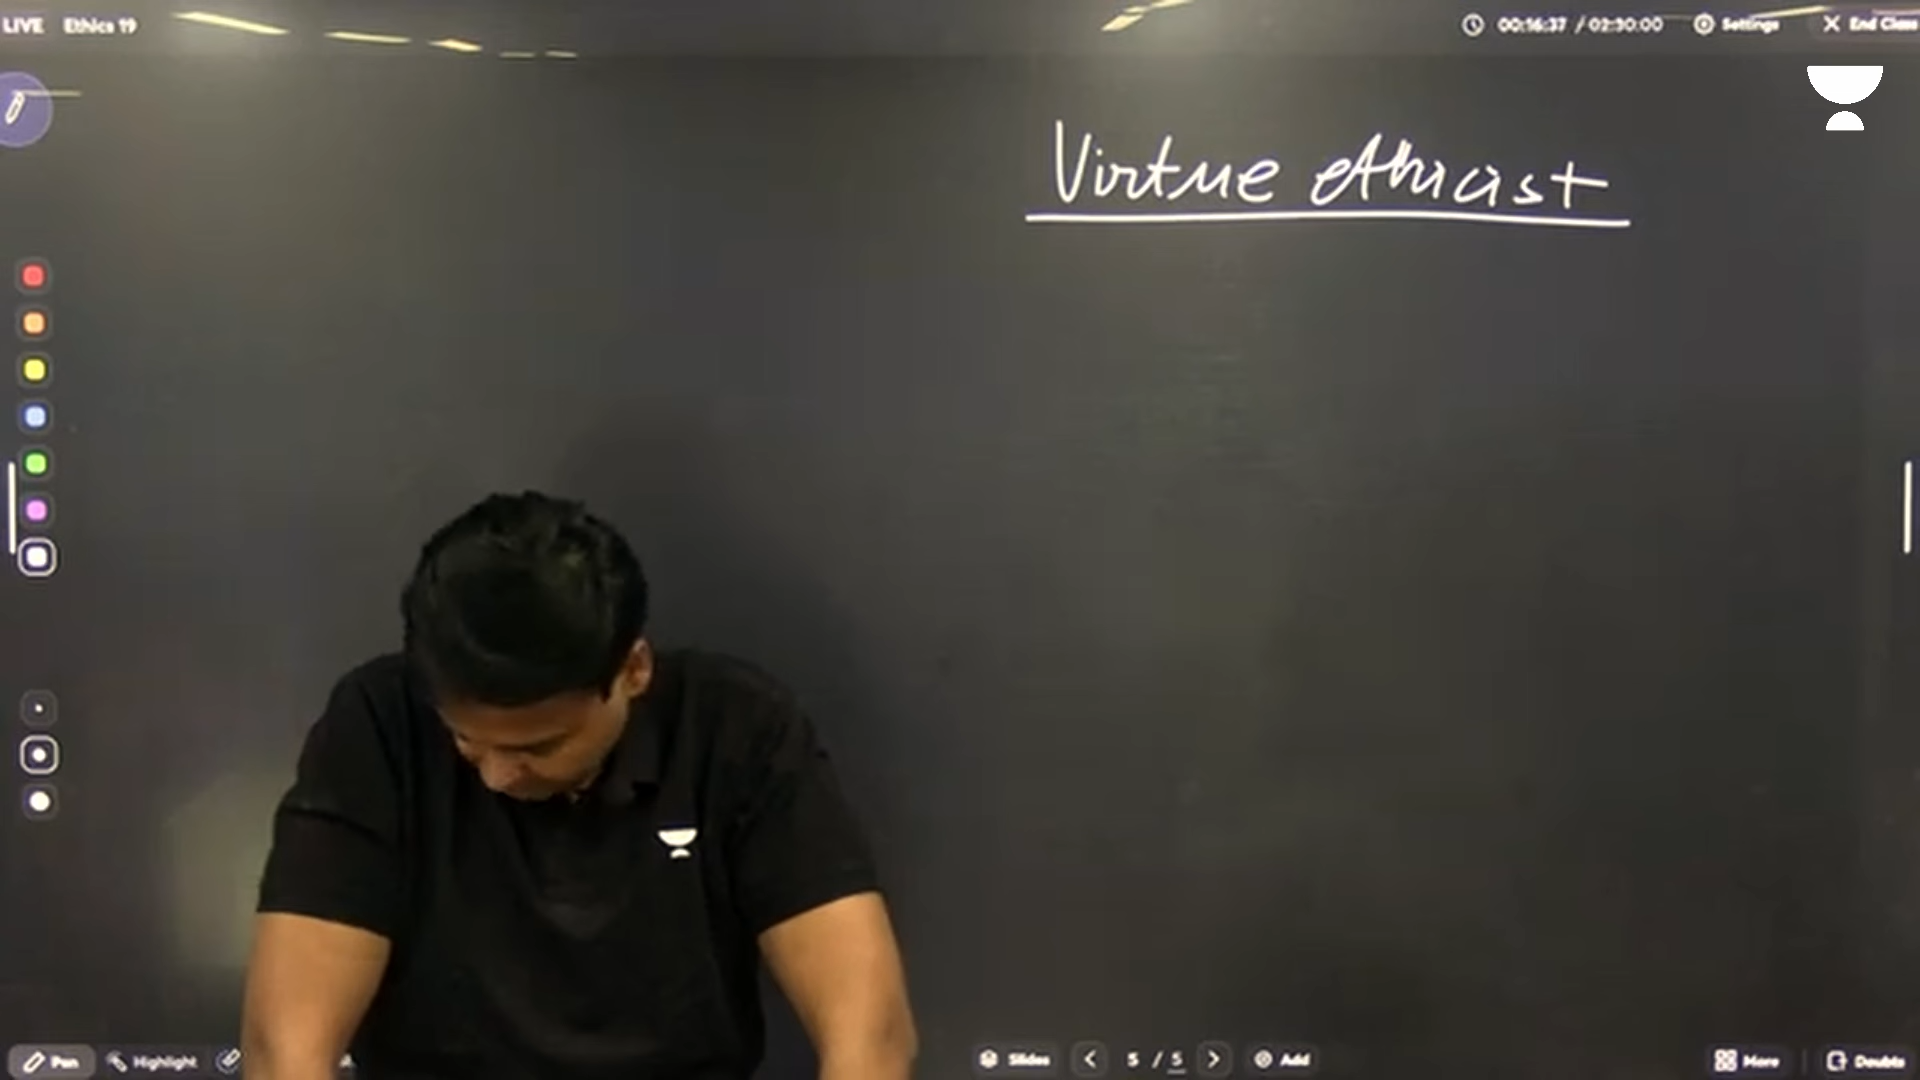 LIVE Ethics 19
00:16:37 / 02:30:00 Settings End Class
Virtue ethicist
Pen Highlight
Slides 5 / 5 Add
More Doubts